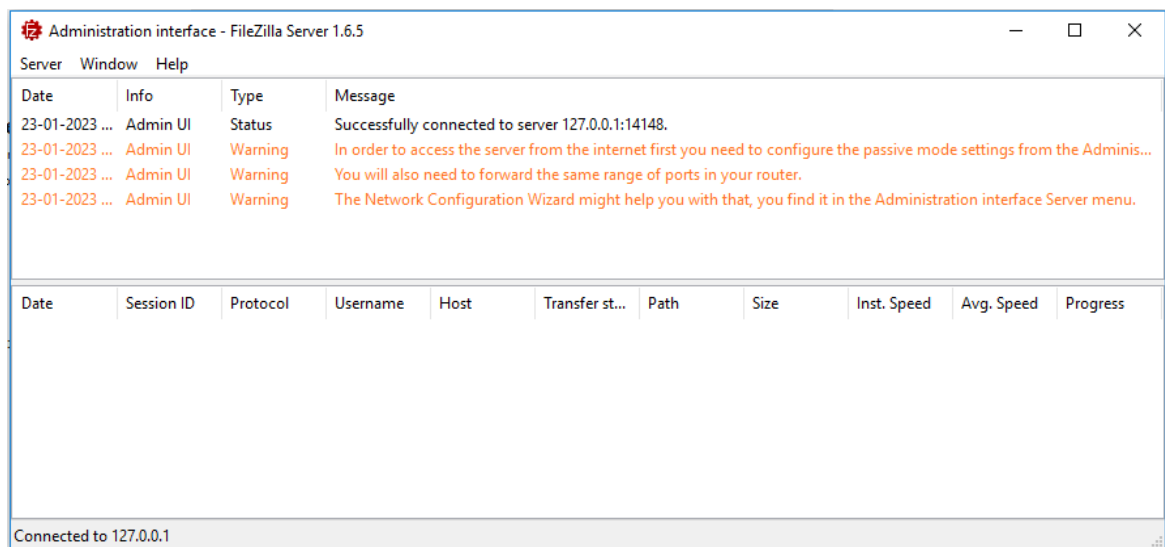 Administration interface - FileZilla Server 1.6.5
Server Window Help
Date Info Type Message
23-01-2023 ... Admin UI Status Successfully connected to server 127.0.0.1:14148.
23-01-2023 ... Admin UI Warning In order to access the server from the internet first you need to configure the passive mode settings from the Adminis...
23-01-2023 ... Admin UI Warning You will also need to forward the same range of ports in your router.
23-01-2023 ... Admin UI Warning The Network Configuration Wizard might help you with that, you find it in the Administration interface Server menu.
Date Session ID Protocol Username Host Transfer st... Path Size Inst. Speed Avg. Speed Progress
Connected to 127.0.0.1